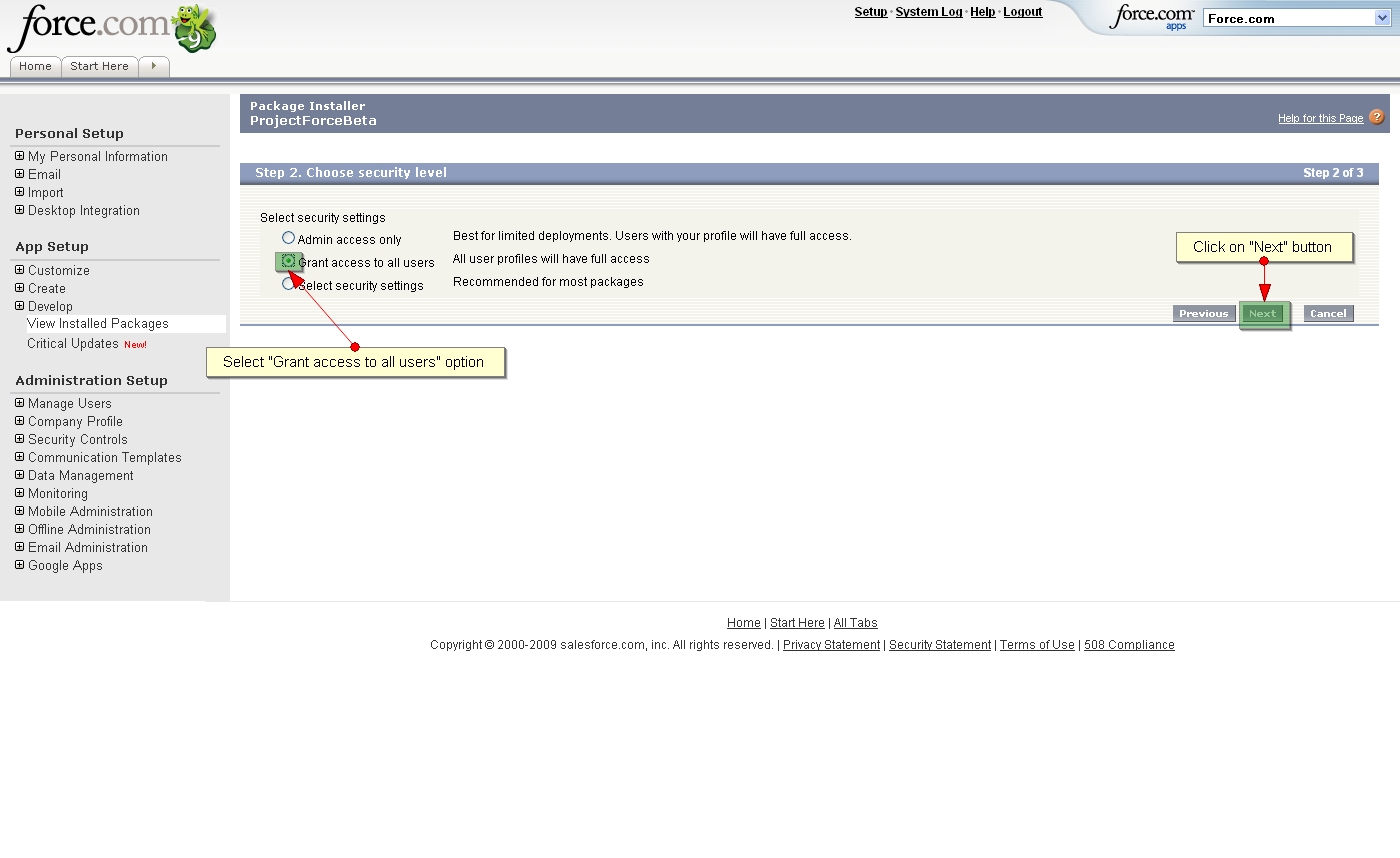 force.com 9
Setup · System Log · Help · Logout
force.com™ apps
Force.com
Home
Start Here
Personal Setup
My Personal Information
Email
Import
Desktop Integration
App Setup
Customize
Create
Develop
View Installed Packages
Critical Updates New!
Administration Setup
Manage Users
Company Profile
Security Controls
Communication Templates
Data Management
Monitoring
Mobile Administration
Offline Administration
Email Administration
Google Apps
Package Installer
ProjectForceBeta
Help for this Page ?
Step 2. Choose security level
Step 2 of 3
Select security settings
Admin access only Best for limited deployments. Users with your profile will have full access.
Grant access to all users All user profiles will have full access
Select security settings Recommended for most packages
Click on "Next" button
Previous Next Cancel
Select "Grant access to all users" option
Home | Start Here | All Tabs
Copyright © 2000-2009 salesforce.com, inc. All rights reserved. | Privacy Statement | Security Statement | Terms of Use | 508 Compliance